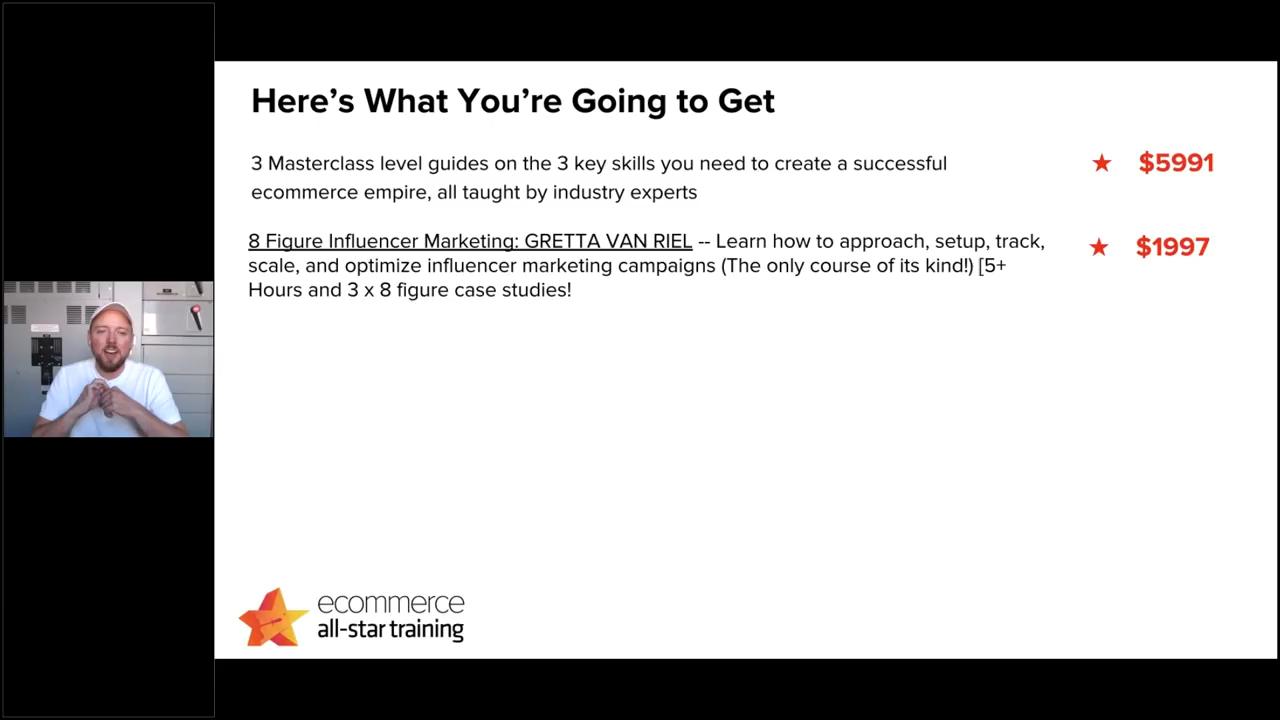 Here's What You're Going to Get
3 Masterclass level guides on the 3 key skills you need to create a successful
ecommerce empire, all taught by industry experts
★ $5991
8 Figure Influencer Marketing: GRETTA VAN RIEL -- Learn how to approach, setup, track,
scale, and optimize influencer marketing campaigns (The only course of its kind!) [5+
Hours and 3 x 8 figure case studies!
★ $1997
ecommerce
all-star training